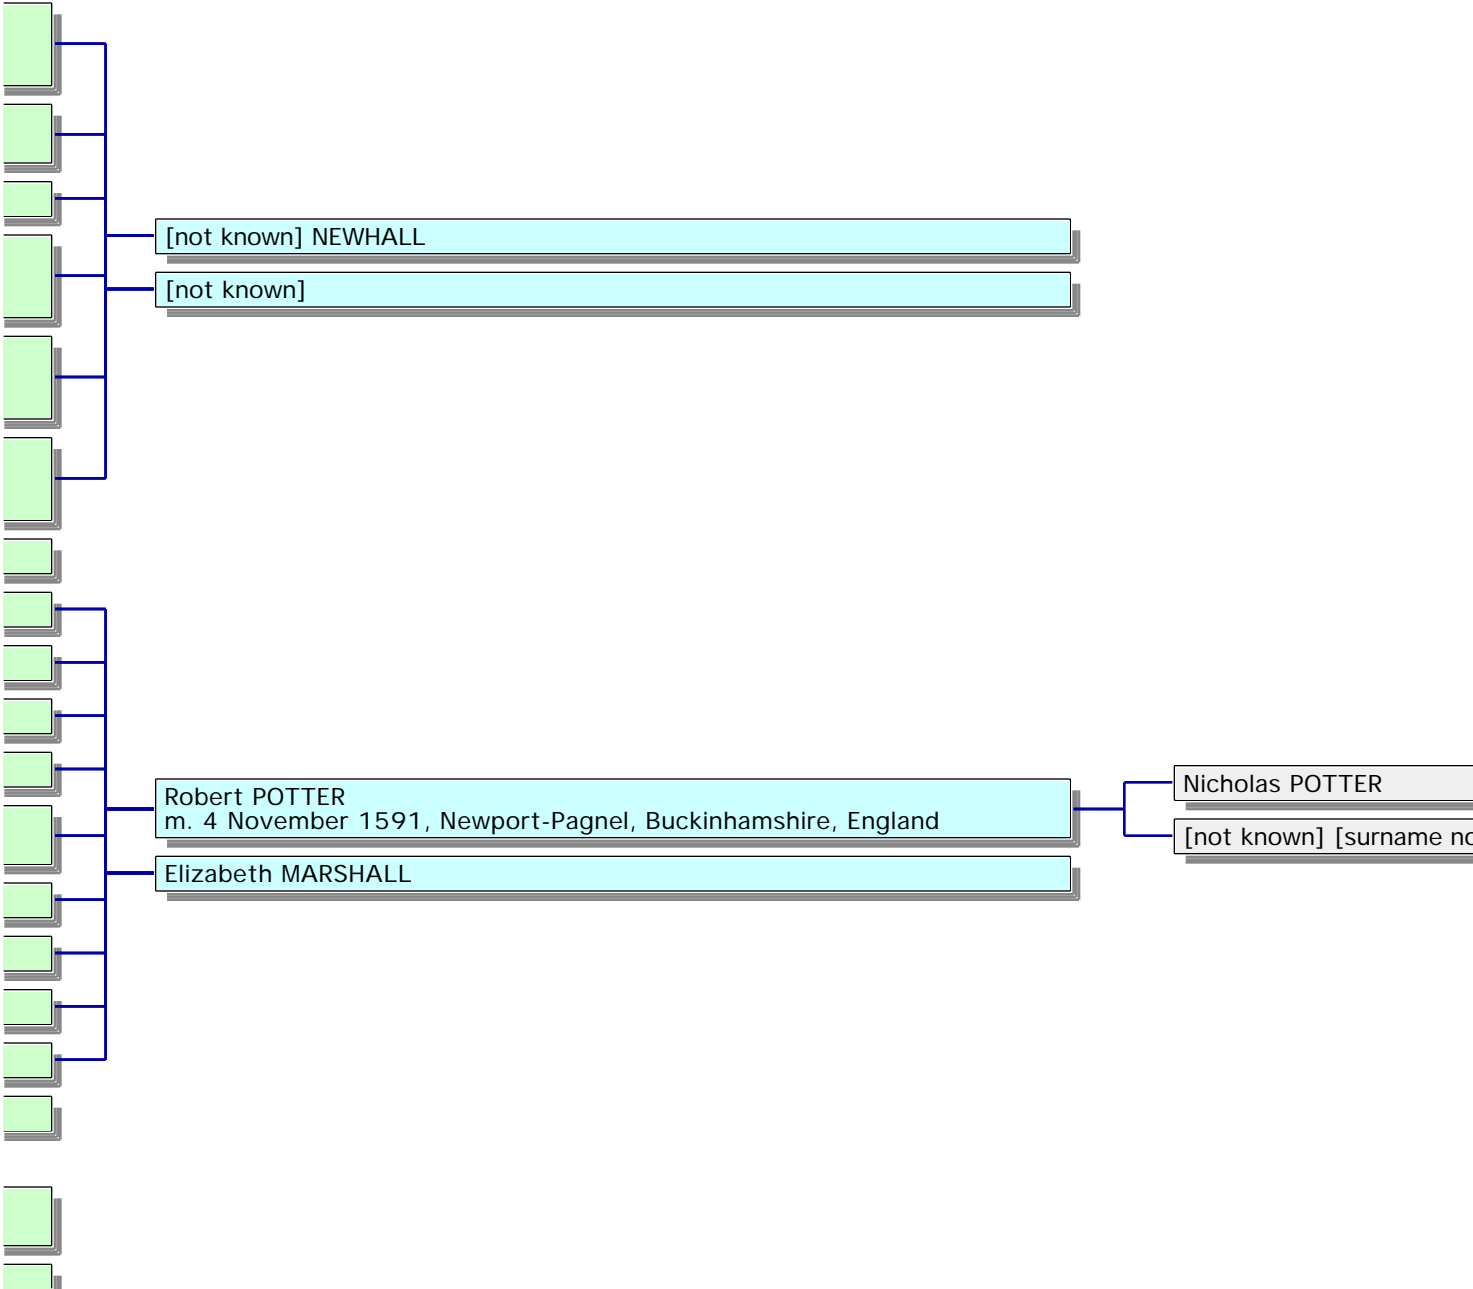 [not known] NEWHALL
[not known]
Robert POTTER
m. 4 November 1591, Newport-Pagnel, Buckinhamshire, England
Elizabeth MARSHALL
Nicholas POTTER
[not known] [surname